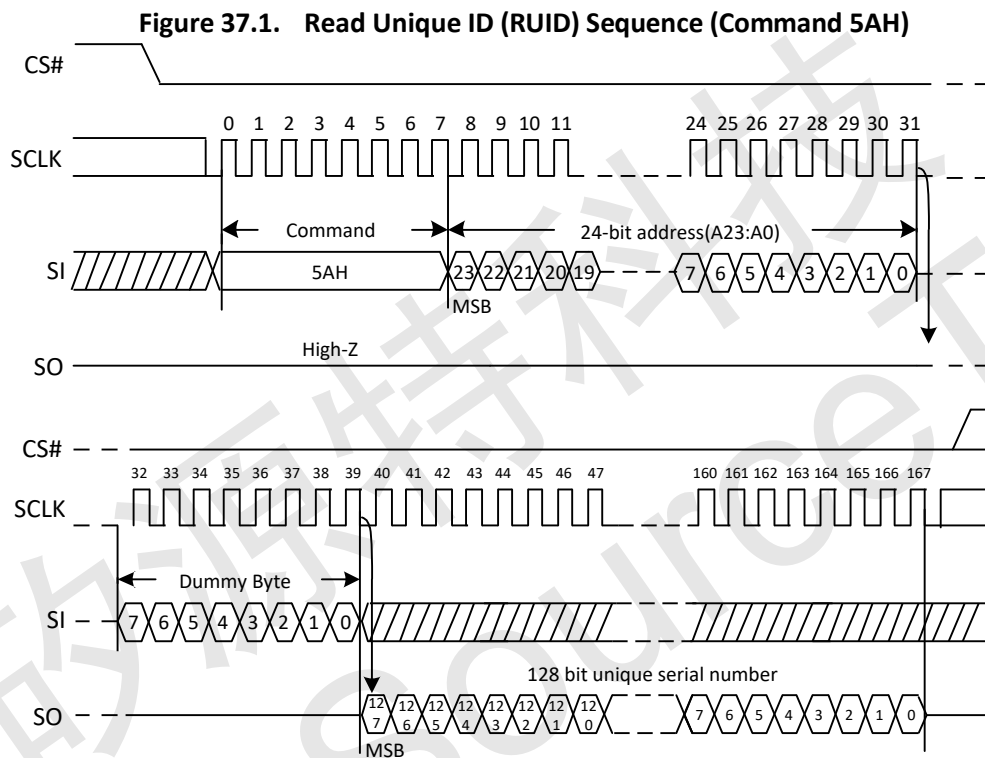 Figure 37.1. Read Unique ID (RUID) Sequence (Command 5AH)
CS#
0 1 2 3 4 5 6 7 8 9 10 11 24 25 26 27 28 29 30 31
SCLK
Command 24-bit address(A23:A0)
SI 5AH 23 22 21 20 19 7 6 5 4 3 2 1 0
MSB
High-Z
SO
CS#
32 33 34 35 36 37 38 39 40 41 42 43 44 45 46 47 160 161 162 163 164 165 166 167
SCLK
Dummy Byte
SI 7 6 5 4 3 2 1 0
128 bit unique serial number
SO 127 126 125 124 123 122 121 120 7 6 5 4 3 2 1 0
MSB
矽源特科技
Source T